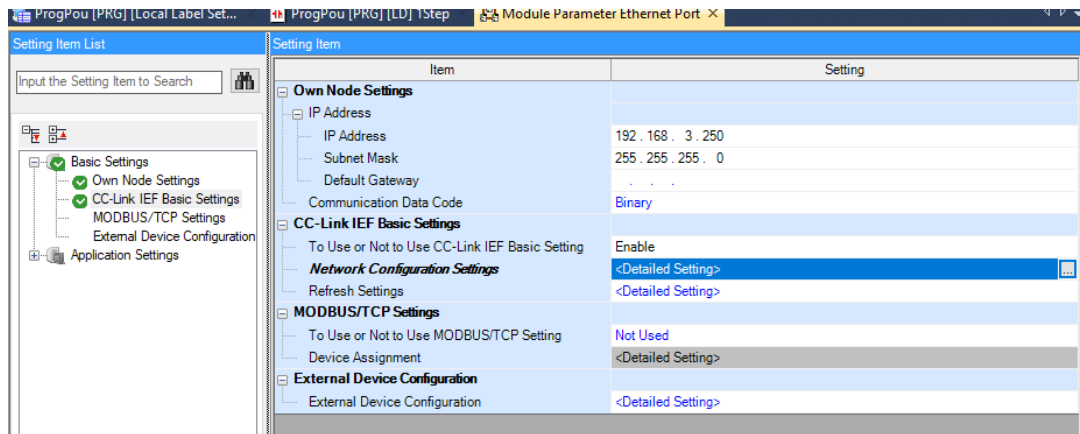 ProgPou [PRG] [Local Label Set...
ProgPou [PRG] [LD] 1Step
Module Parameter Ethernet Port
Setting Item List
Input the Setting Item to Search
Basic Settings
Own Node Settings
CC-Link IEF Basic Settings
MODBUS/TCP Settings
External Device Configuration
Application Settings
Setting Item
Item Setting
Own Node Settings
IP Address
IP Address 192 . 168 . 3 . 250
Subnet Mask 255 . 255 . 255 . 0
Default Gateway . . .
Communication Data Code Binary
CC-Link IEF Basic Settings
To Use or Not to Use CC-Link IEF Basic Setting Enable
Network Configuration Settings <Detailed Setting> ...
Refresh Settings <Detailed Setting>
MODBUS/TCP Settings
To Use or Not to Use MODBUS/TCP Setting Not Used
Device Assignment <Detailed Setting>
External Device Configuration
External Device Configuration <Detailed Setting>